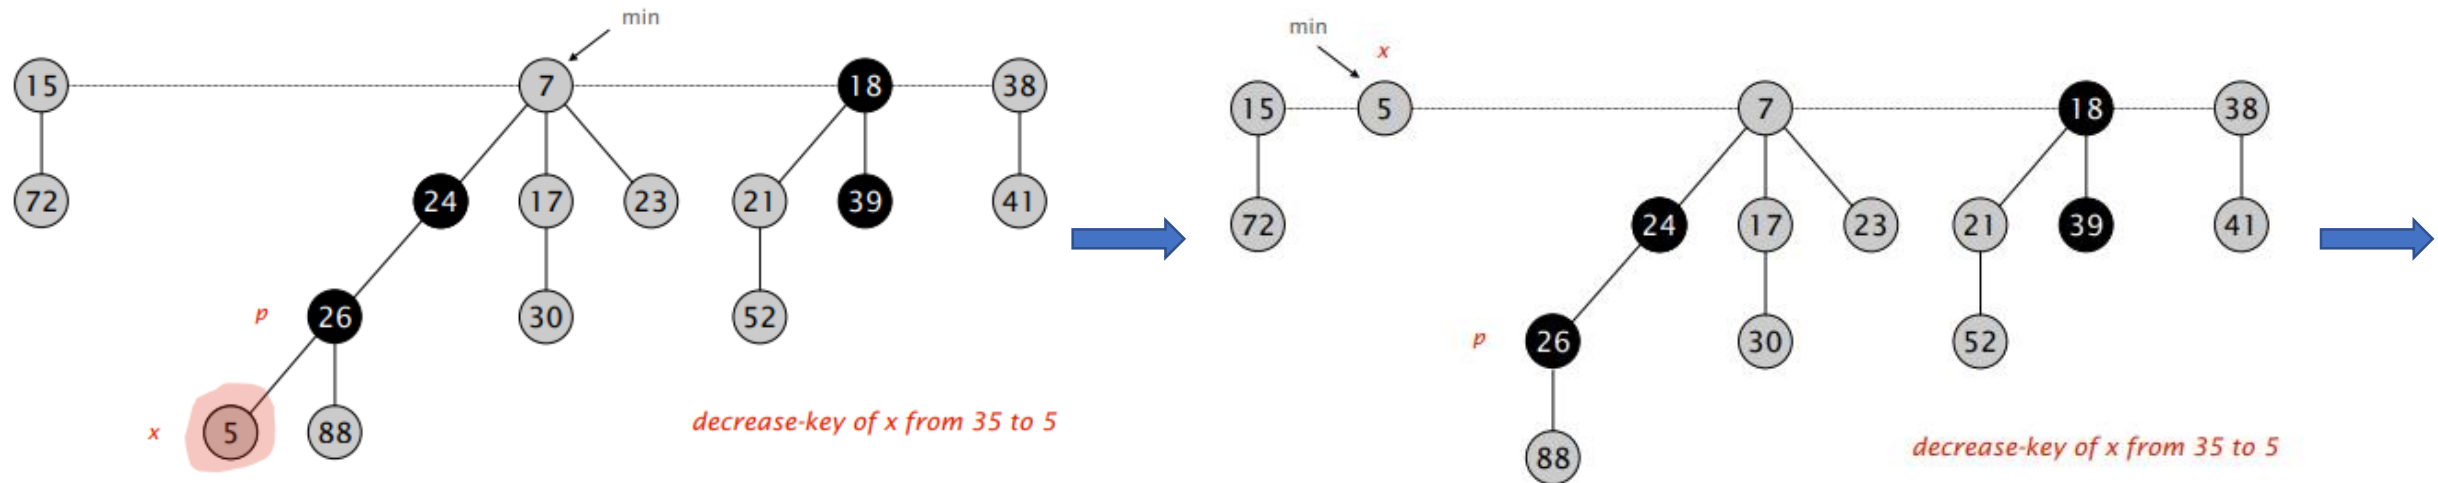 min
15 7 18 38
72 24 17 23 21 39 41
p 26 30 52
x 5 88
decrease-key of x from 35 to 5
min
x
15 5 7 18 38
72 24 17 23 21 39 41
p 26 30 52
88
decrease-key of x from 35 to 5